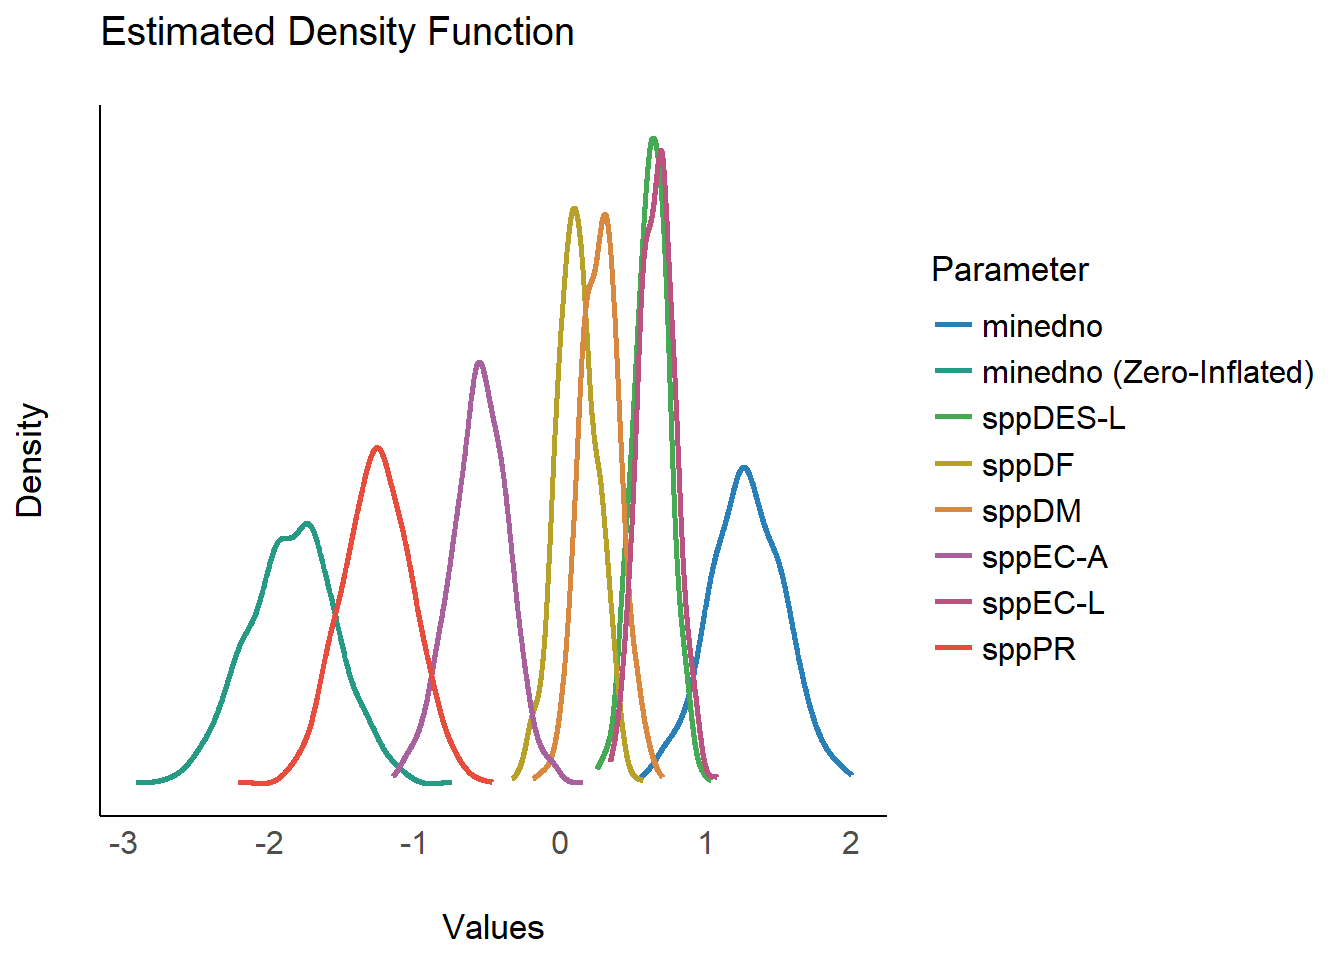 Estimated Density Function
Density
-3 -2 -1 0 1 2
Values
Parameter
minedno
minedno (Zero-Inflated)
sppDES-L
sppDF
sppDM
sppEC-A
sppEC-L
sppPR